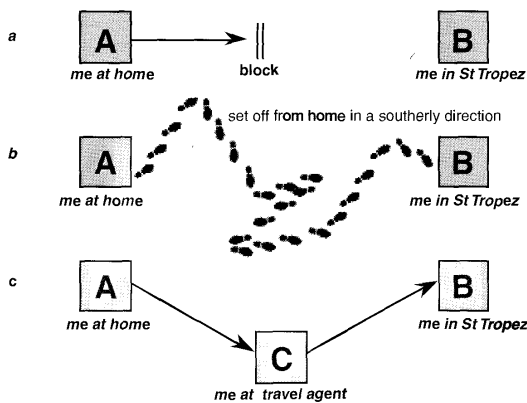 a
A
B
me at home
block
me in St Tropez
set off from home in a southerly direction
b
A
B
me at home
me in St Tropez
c
A
B
me at home
me in St Tropez
C
me at travel agent